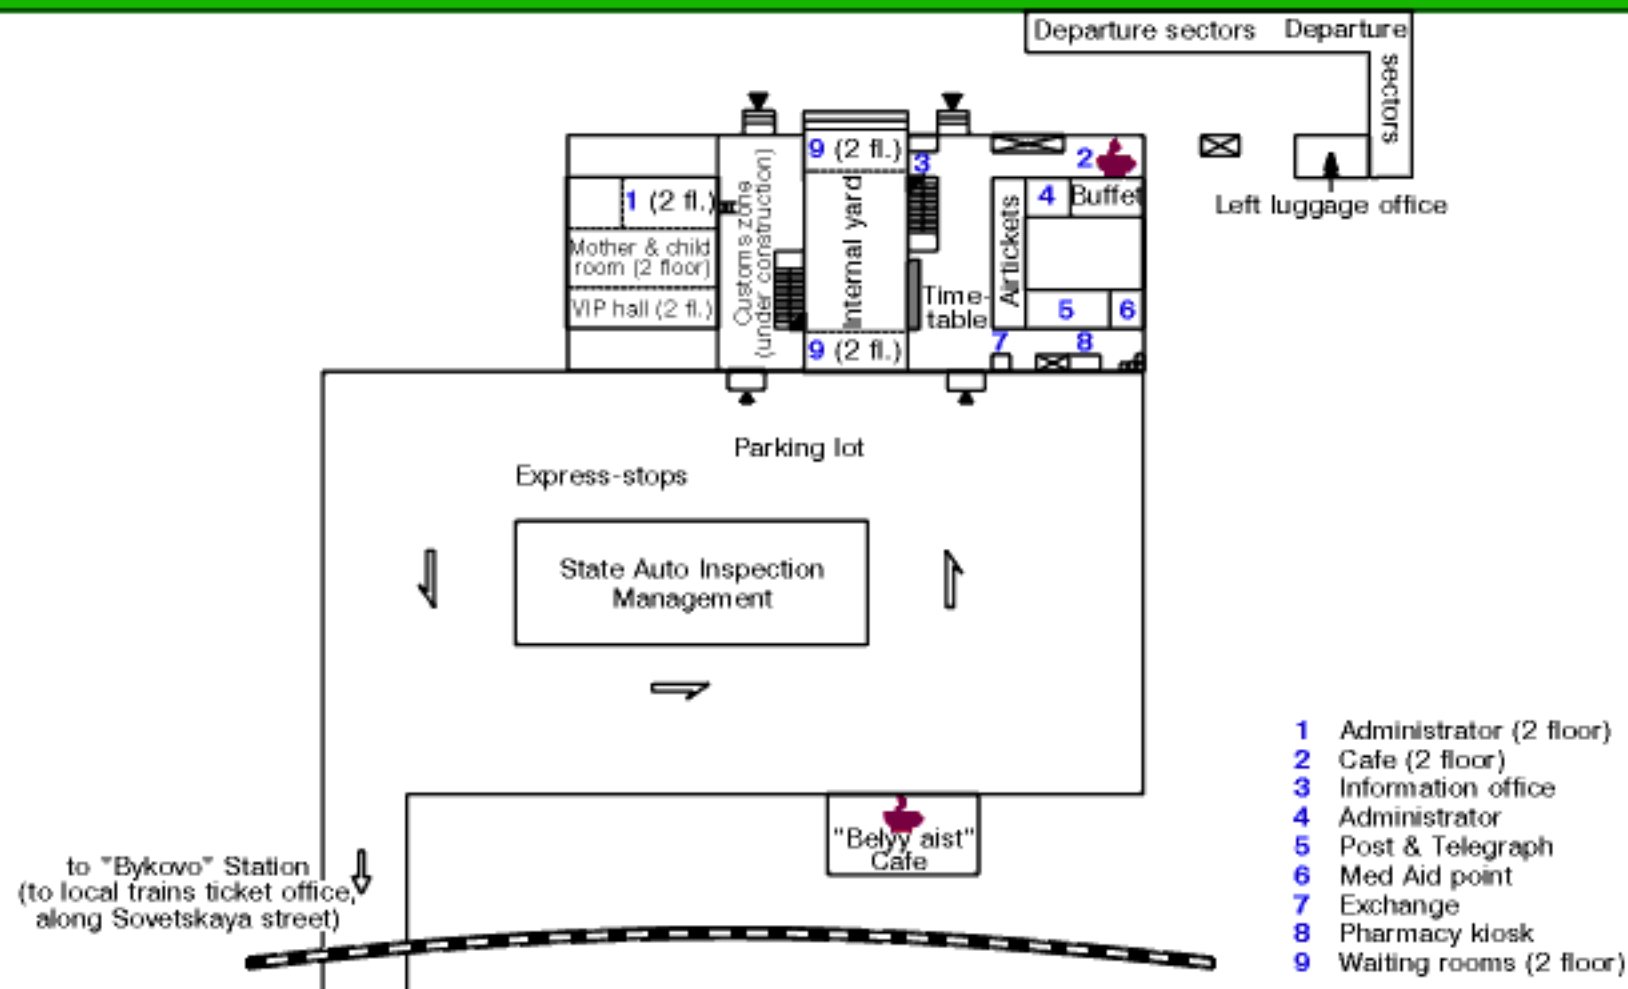 Departure sectors
Departure
sectors
Left luggage office
9 (2 fl.)
3
2
1 (2 fl.)
4
Buffet
Mother & child
room (2 floor)
VIP hall (2 fl.)
Customs zone
(under construction)
Internal yard
Airtickets
Time-
table
5
6
7
8
9 (2 fl.)
Parking lot
Express-stops
State Auto Inspection
Management
"Belyy aist"
Cafe
to "Bykovo" Station
(to local trains ticket office,
along Sovetskaya street)
1 Administrator (2 floor)
2 Cafe (2 floor)
3 Information office
4 Administrator
5 Post & Telegraph
6 Med Aid point
7 Exchange
8 Pharmacy kiosk
9 Waiting rooms (2 floor)